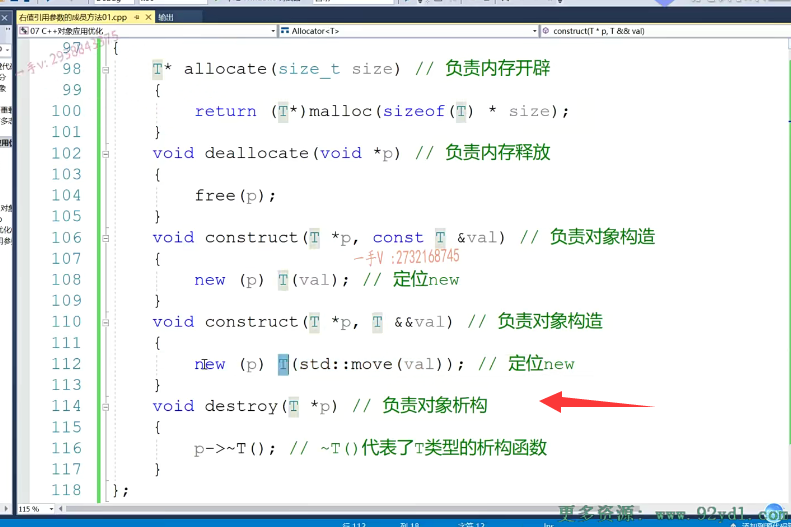 右值引用参数的成员方法01.cpp
输出
07 C++对象应用优化
Allocator<T>
construct(T * p, T && val)
97 {
98 T* allocate(size_t size) // 负责内存开辟
99 {
100 return (T*)malloc(sizeof(T) * size);
101 }
102 void deallocate(void *p) // 负责内存释放
103 {
104 free(p);
105 }
106 void construct(T *p, const T &val) // 负责对象构造
一手V :2732168745
107 {
108 new (p) T(val); // 定位new
109 }
110 void construct(T *p, T &&val) // 负责对象构造
111 {
112 new (p) T(std::move(val)); // 定位new
113 }
114 void destroy(T *p) // 负责对象析构
115 {
116 p->~T(); // ~T()代表了T类型的析构函数
117 }
118 };
115 %
更多资源: www.92ydl.com